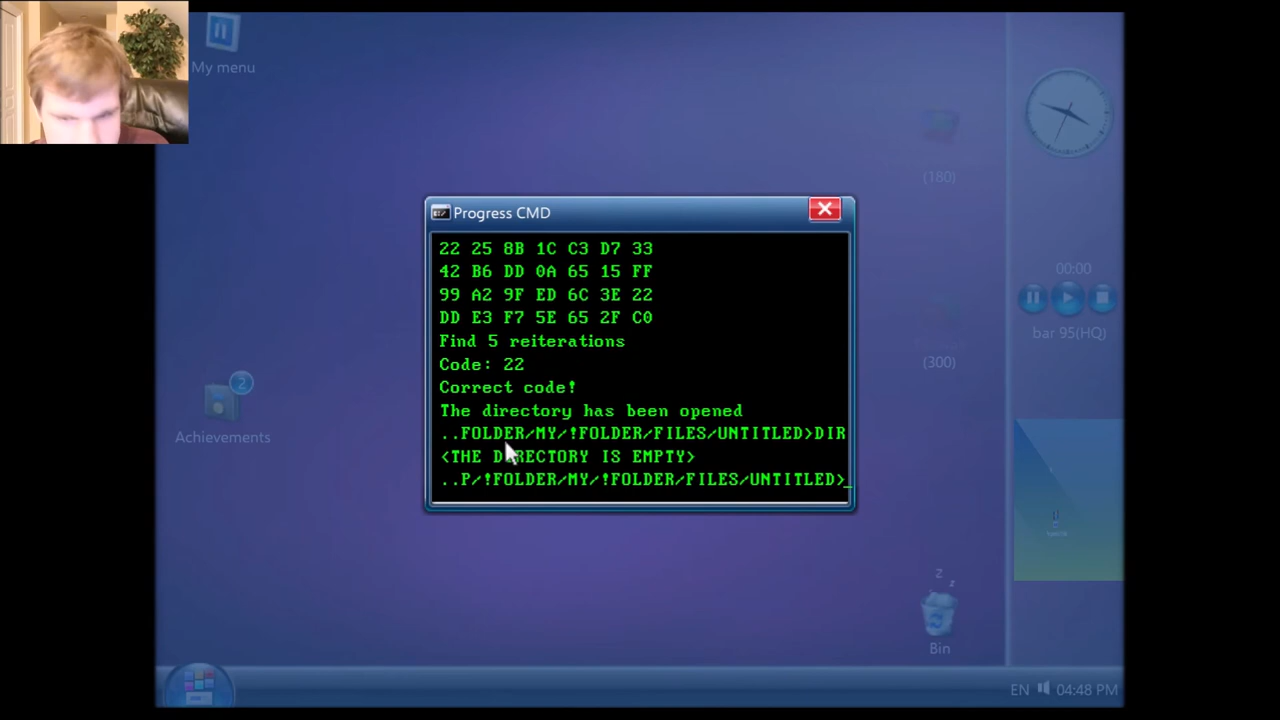 My menu
(180)
Progress CMD
22 25 8B 1C C3 D7 33
42 B6 DD 0A 65 15 FF
99 A2 9F ED 6C 3E 22
DD E3 F7 5E 65 2F C0
Find 5 reiterations
Code: 22
Correct code!
The directory has been opened
..FOLDER/MY/!FOLDER/FILES/UNTITLED>DIR
<THE DIRECTORY IS EMPTY>
..P/!FOLDER/MY/!FOLDER/FILES/UNTITLED>_
00:00
bar 95(HQ)
(300)
2
Achievements
z
z
Bin
EN 04:48 PM